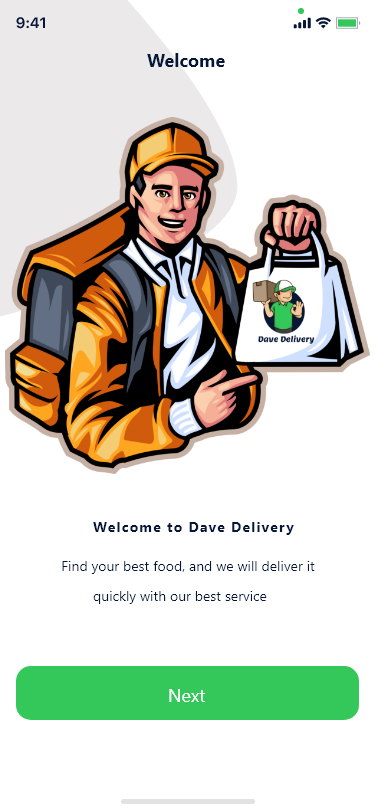 9:41
Welcome
Dave Delivery
Welcome to Dave Delivery
Find your best food, and we will deliver it
quickly with our best service
Next